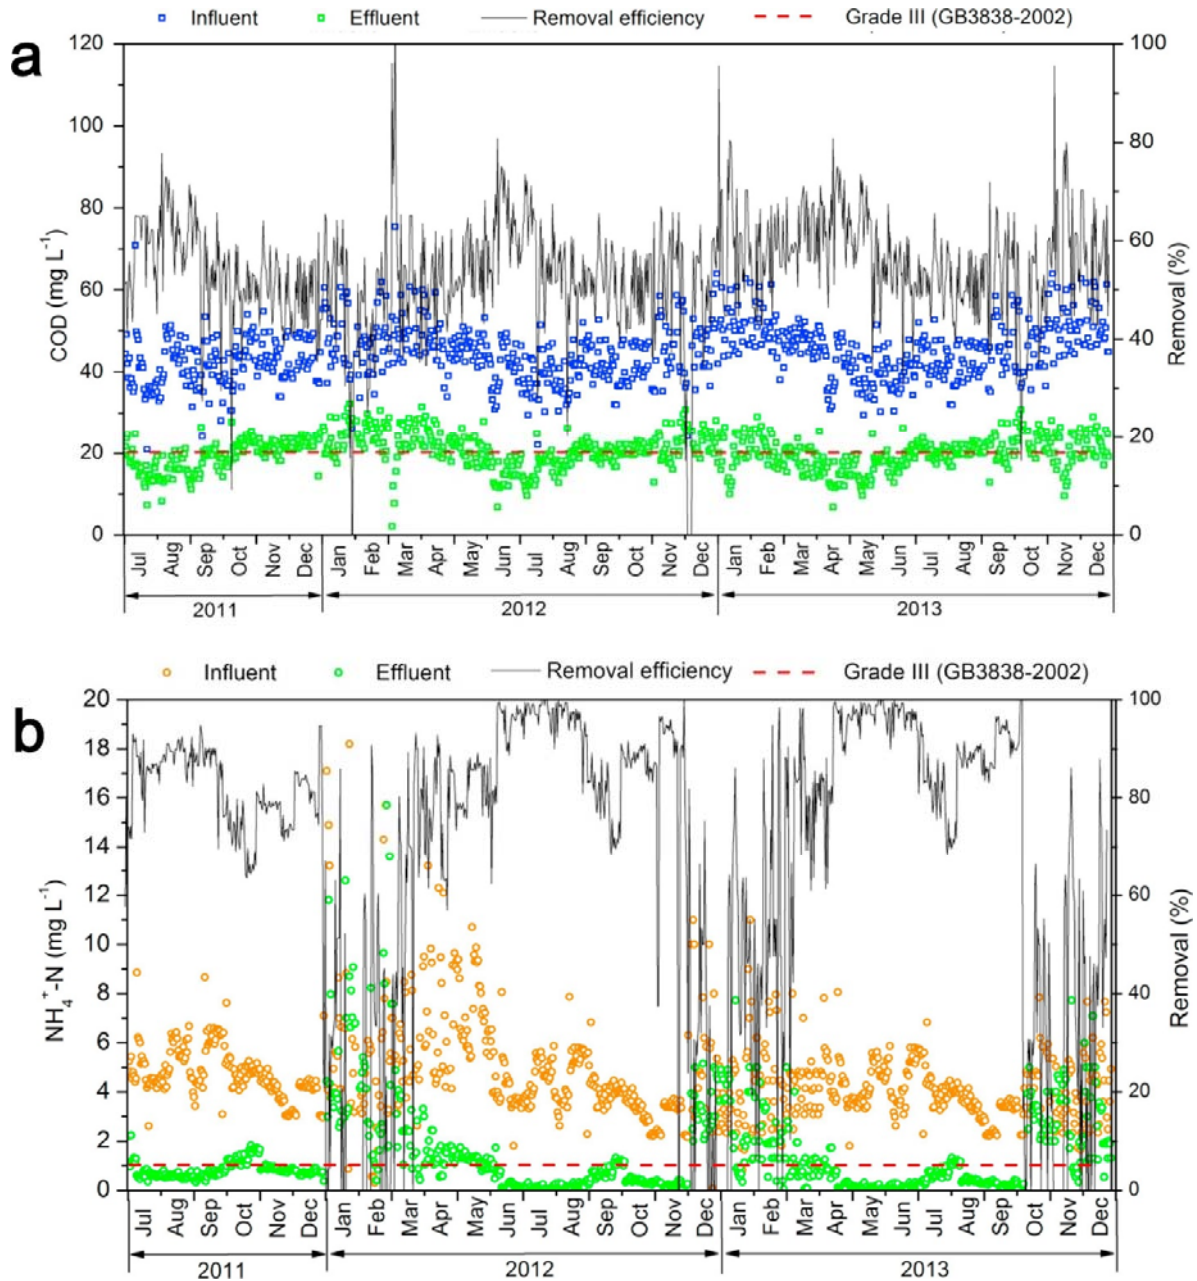 Influent Effluent Removal efficiency Grade III (GB3838-2002)
a
120 100
100 80
80 60
60 40
40 20
20 0
0
COD (mg L⁻¹)
Removal (%)
Jul Aug Sep Oct Nov Dec Jan Feb Mar Apr May Jun Jul Aug Sep Oct Nov Dec Jan Feb Mar Apr May Jun Jul Aug Sep Oct Nov Dec
2011 2012 2013
Influent Effluent Removal efficiency Grade III (GB3838-2002)
b
20 100
18
16 80
14
12 60
10
8 40
6
4 20
2
0 0
NH₄⁺-N (mg L⁻¹)
Removal (%)
Jul Aug Sep Oct Nov Dec Jan Feb Mar Apr May Jun Jul Aug Sep Oct Nov Dec Jan Feb Mar Apr May Jun Jul Aug Sep Oct Nov Dec
2011 2012 2013